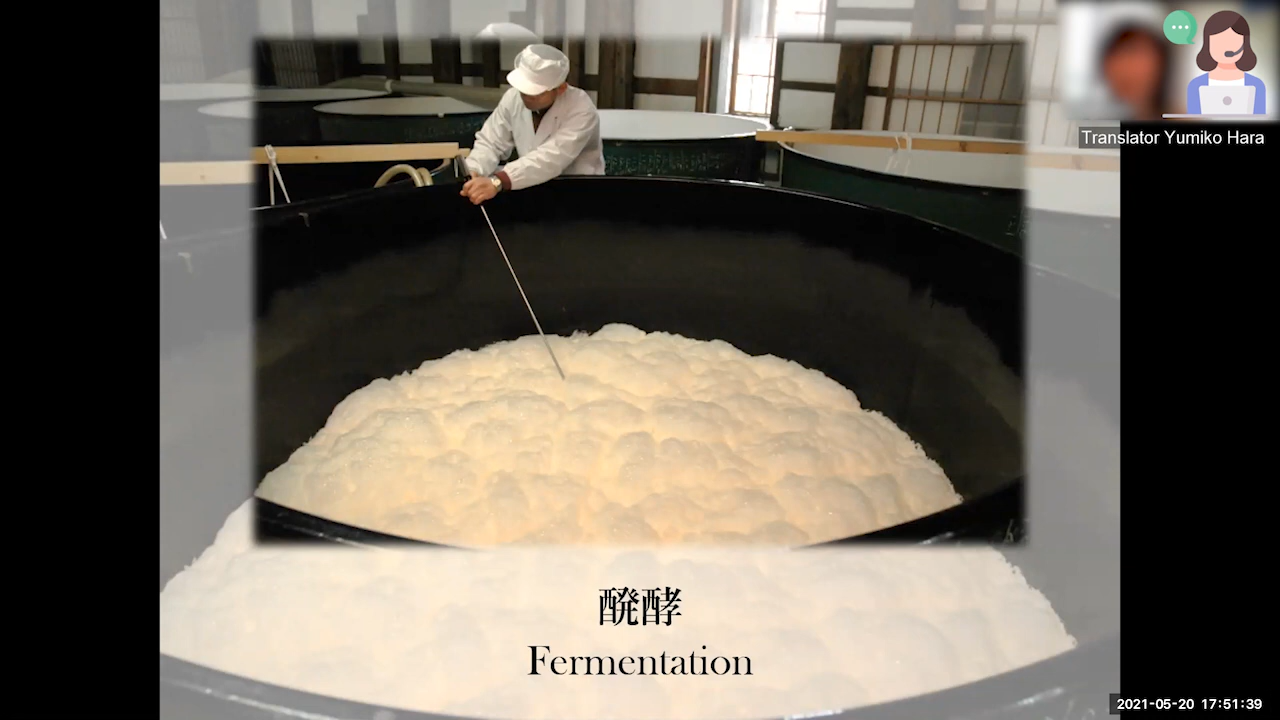 Translator Yumiko Hara
醗酵
Fermentation
2021-05-20 17:51:39